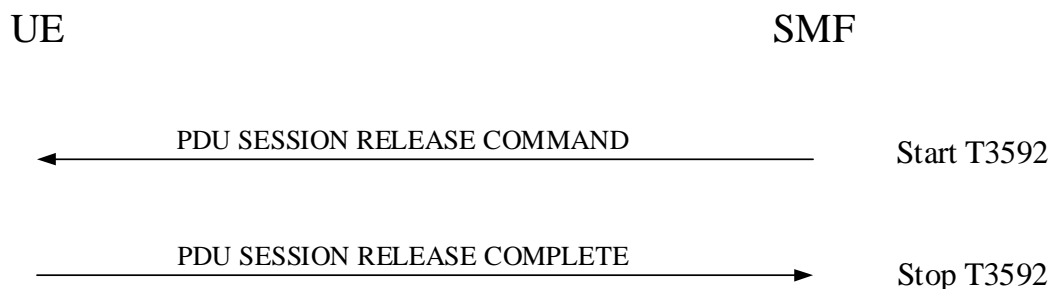 UE SMF
PDU SESSION RELEASE COMMAND Start T3592
PDU SESSION RELEASE COMPLETE Stop T3592